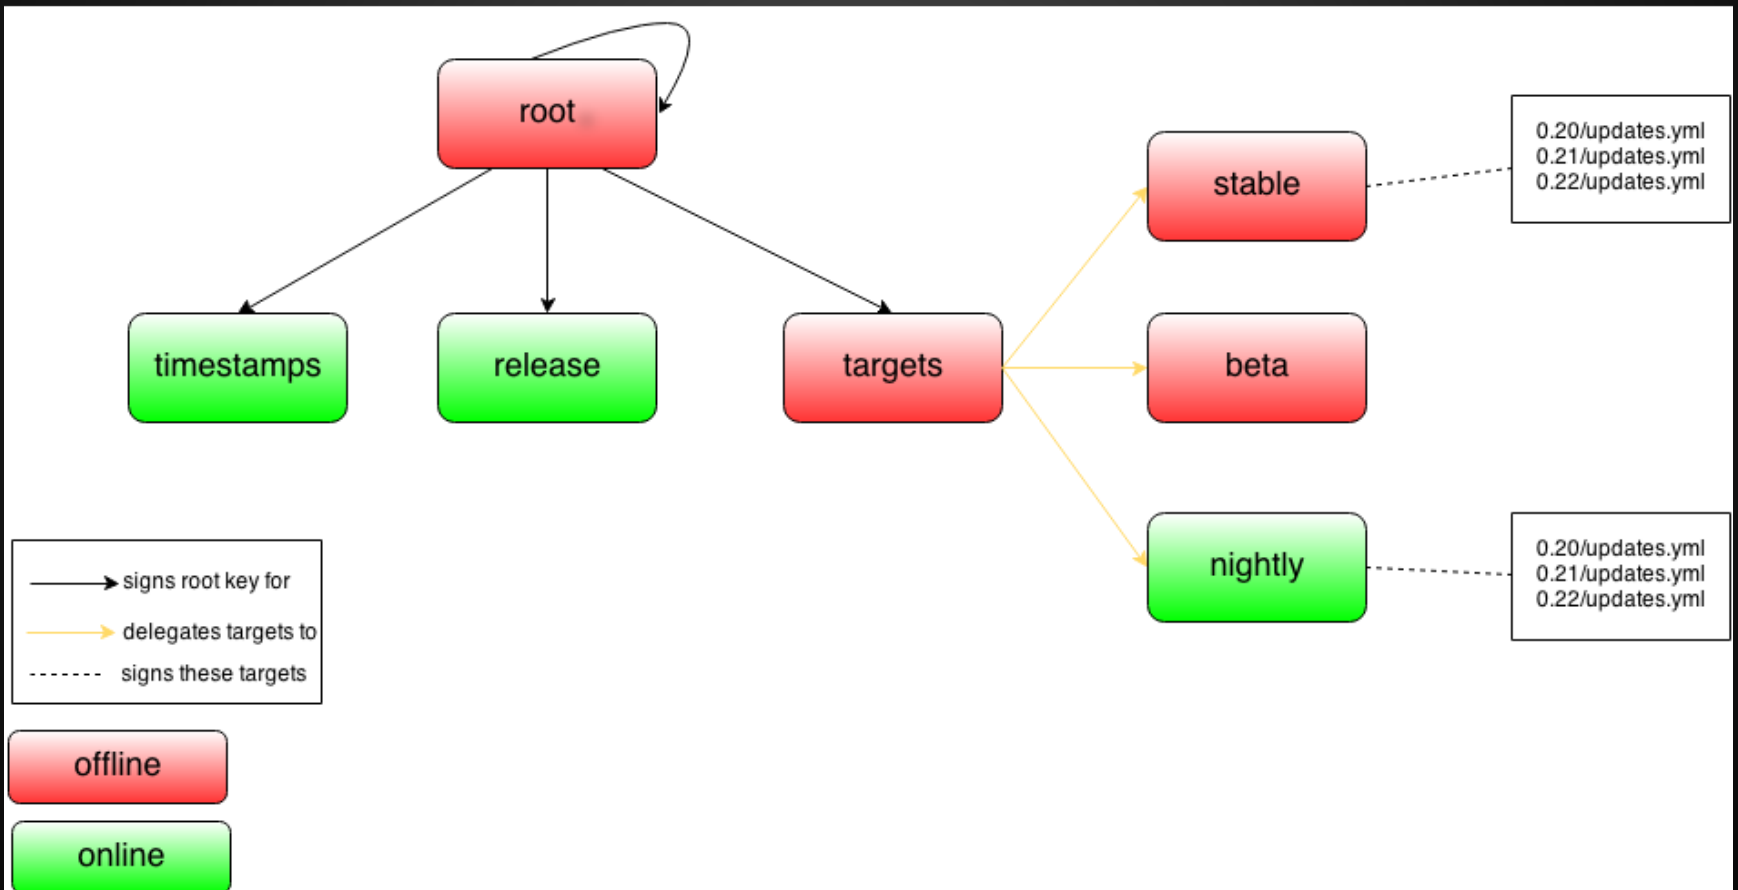 root
stable
0.20/updates.yml
0.21/updates.yml
0.22/updates.yml
timestamps
release
targets
beta
nightly
0.20/updates.yml
0.21/updates.yml
0.22/updates.yml
signs root key for
delegates targets to
signs these targets
offline
online